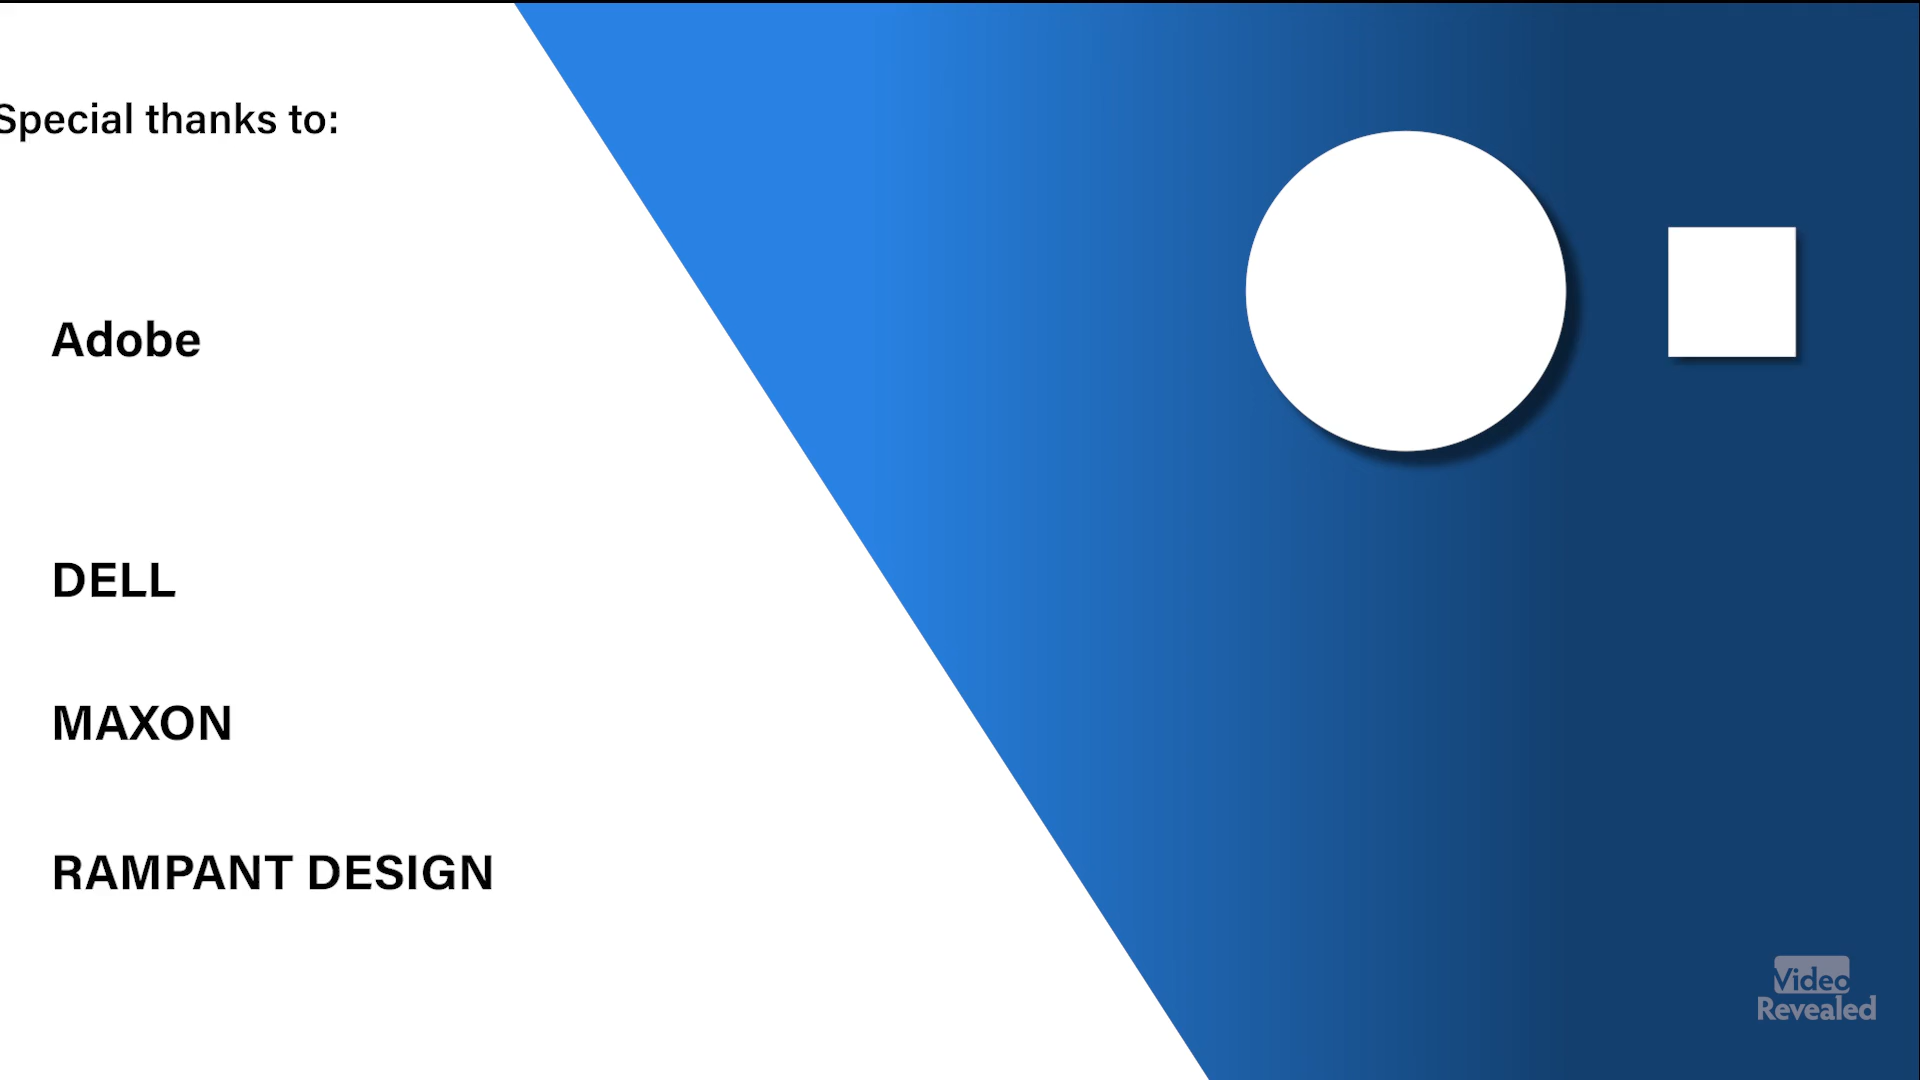 Special thanks to:
Adobe
DELL
MAXON
RAMPANT DESIGN
Video
Revealed